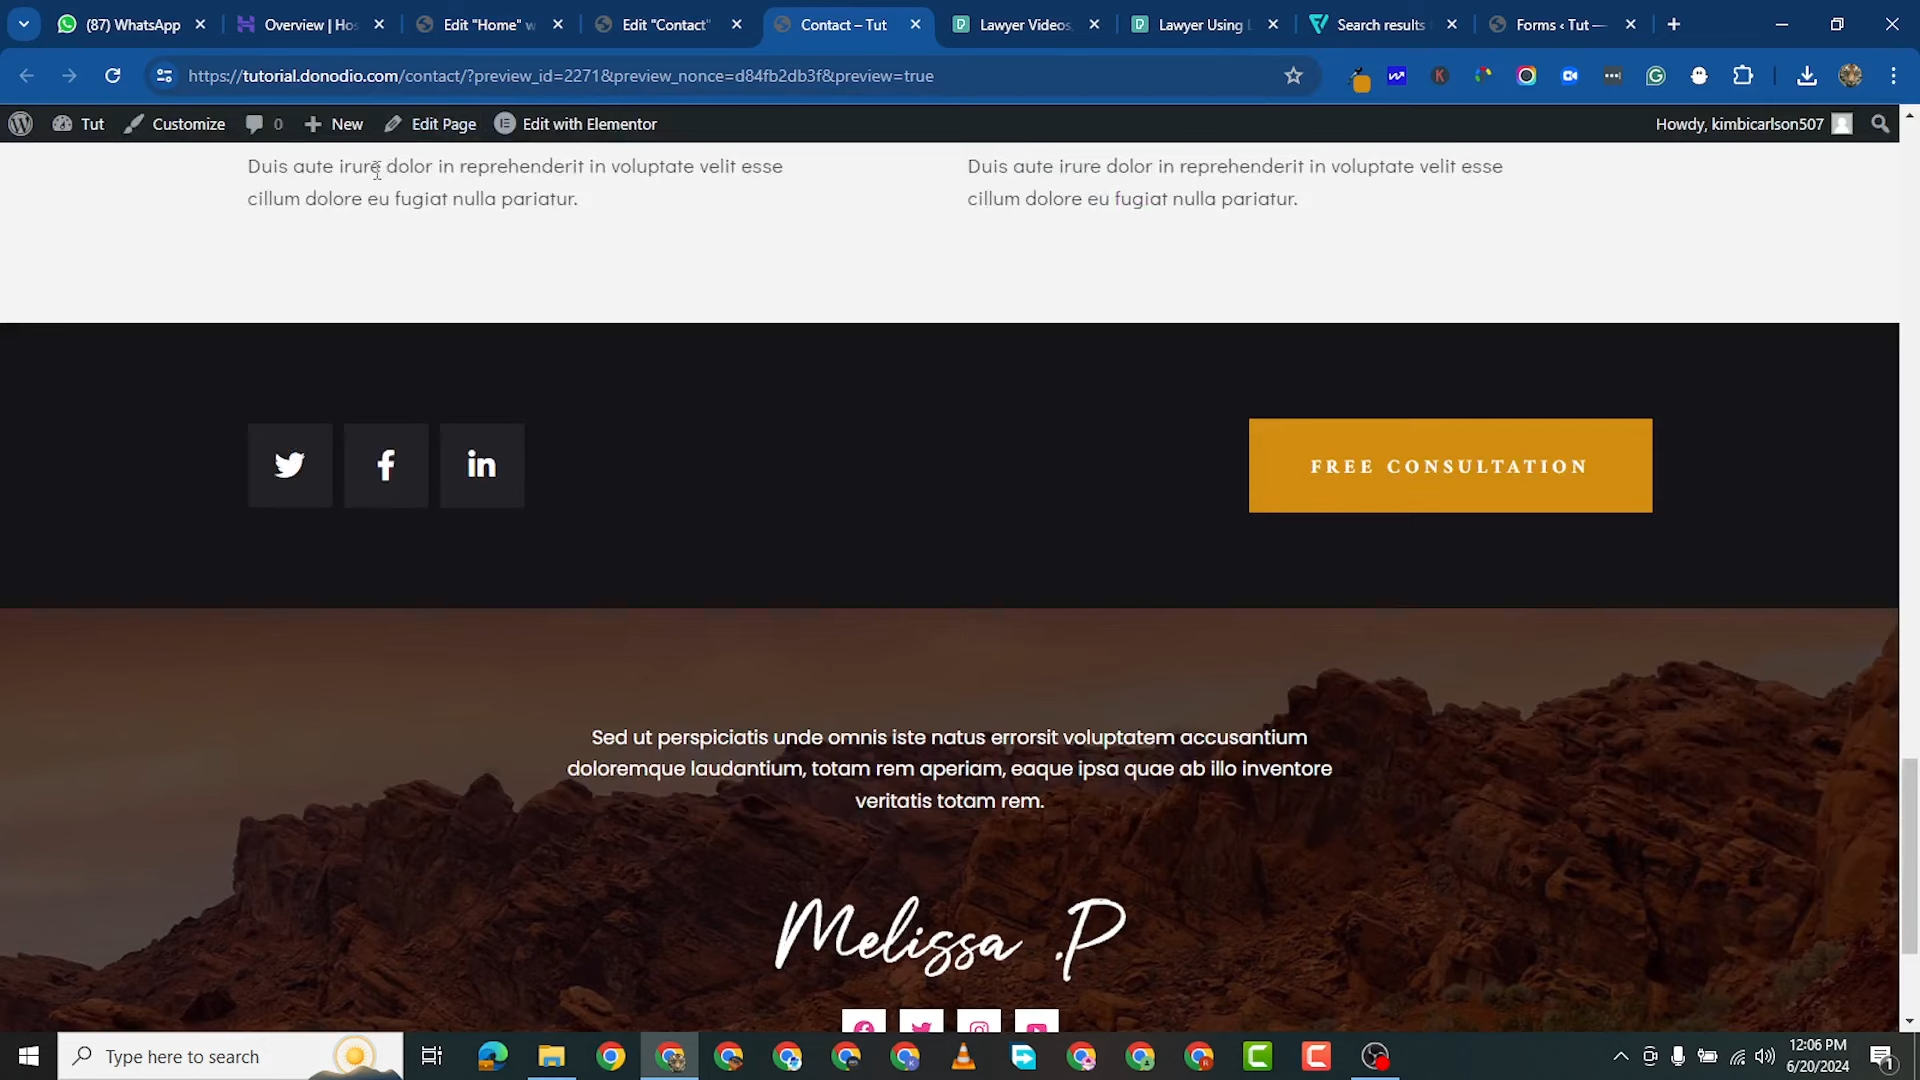 (87) WhatsApp
Overview | Hos
Edit "Home" w
Edit "Contact"
Contact – Tut
Lawyer Videos,
Lawyer Using L
Search results f
Forms ‹ Tut —
https://tutorial.donodio.com/contact/?preview_id=2271&preview_nonce=d84fb2db3f&preview=true
Tut
Customize
0
New
Edit Page
Edit with Elementor
Howdy, kimbicarlson507
Duis aute irure dolor in reprehenderit in voluptate velit esse
cillum dolore eu fugiat nulla pariatur.
Duis aute irure dolor in reprehenderit in voluptate velit esse
cillum dolore eu fugiat nulla pariatur.
FREE CONSULTATION
Sed ut perspiciatis unde omnis iste natus errorsit voluptatem accusantium
doloremque laudantium, totam rem aperiam, eaque ipsa quae ab illo inventore
veritatis totam rem.
Melissa .P
Type here to search
12:06 PM
6/20/2024
1